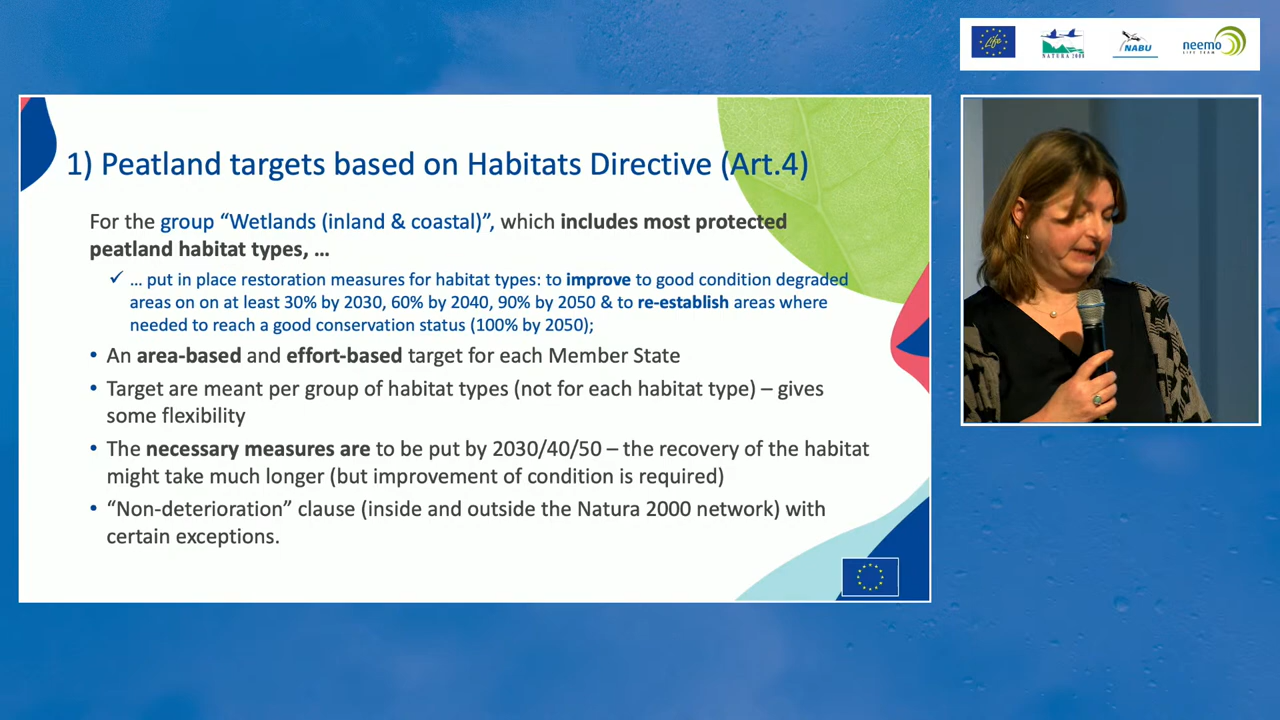 Life
NATURA 2000
NABU
neemo
LIFE TEAM
1) Peatland targets based on Habitats Directive (Art.4)
For the group “Wetlands (inland & coastal)”, which includes most protected
peatland habitat types, …
✓ … put in place restoration measures for habitat types: to improve to good condition degraded
areas on on at least 30% by 2030, 60% by 2040, 90% by 2050 & to re-establish areas where
needed to reach a good conservation status (100% by 2050);
• An area-based and effort-based target for each Member State
• Target are meant per group of habitat types (not for each habitat type) – gives
some flexibility
• The necessary measures are to be put by 2030/40/50 – the recovery of the habitat
might take much longer (but improvement of condition is required)
• “Non-deterioration” clause (inside and outside the Natura 2000 network) with
certain exceptions.